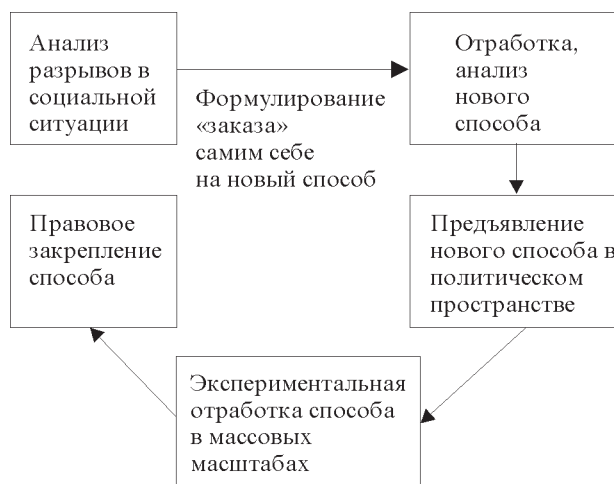 Анализ
разрывов в
социальной
ситуации
Формулирование
«заказа»
самим себе
на новый способ
Отработка,
анализ
нового
способа
Предъявление
нового способа в
политическом
пространстве
Экспериментальная
отработка способа
в массовых
масштабах
Правовое
закрепление
способа